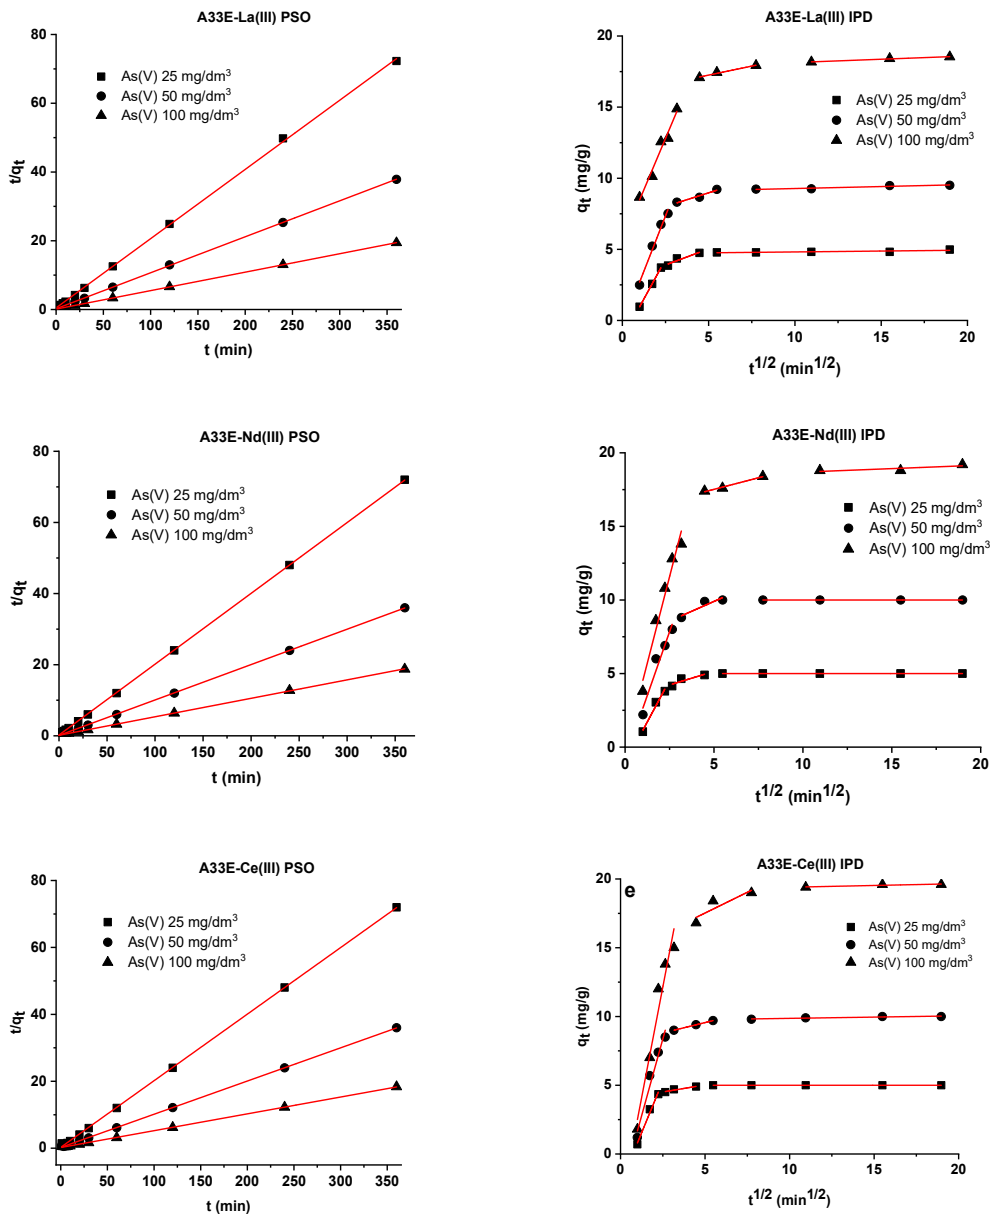 A33E-La(III) PSO
80
60
40
20
0
0 50 100 150 200 250 300 350
t/qt
t (min)
As(V) 25 mg/dm³
As(V) 50 mg/dm³
As(V) 100 mg/dm³
A33E-La(III) IPD
20
15
10
5
0
0 5 10 15 20
qt (mg/g)
t1/2 (min1/2)
As(V) 25 mg/dm³
As(V) 50 mg/dm³
As(V) 100 mg/dm³
A33E-Nd(III) PSO
80
60
40
20
0
0 50 100 150 200 250 300 350
t/qt
t (min)
As(V) 25 mg/dm³
As(V) 50 mg/dm³
As(V) 100 mg/dm³
A33E-Nd(III) IPD
20
15
10
5
0
0 5 10 15 20
qt (mg/g)
t1/2 (min1/2)
As(V) 25 mg/dm³
As(V) 50 mg/dm³
As(V) 100 mg/dm³
A33E-Ce(III) PSO
80
60
40
20
0
0 50 100 150 200 250 300 350
t/qt
t (min)
As(V) 25 mg/dm³
As(V) 50 mg/dm³
As(V) 100 mg/dm³
A33E-Ce(III) IPD
e
20
15
10
5
0
0 5 10 15 20
qt (mg/g)
t1/2 (min1/2)
As(V) 25 mg/dm³
As(V) 50 mg/dm³
As(V) 100 mg/dm³